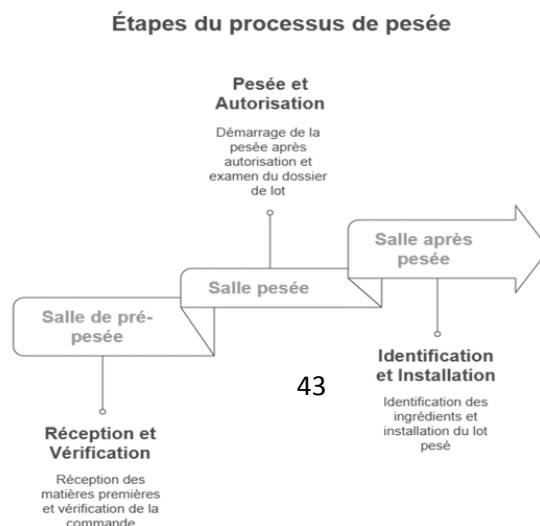 Étapes du processus de pesée
Pesée et
Autorisation
Démarrage de la
pesée après
autorisation et
examen du dossier
de lot
Salle après
pesée
Salle pesée
Salle de pré-
pesée
Identification
et Installation
Identification des
ingrédients et
installation du lot
pesé
43
Réception et
Vérification
Réception des
matières premières
et vérification de la
commande